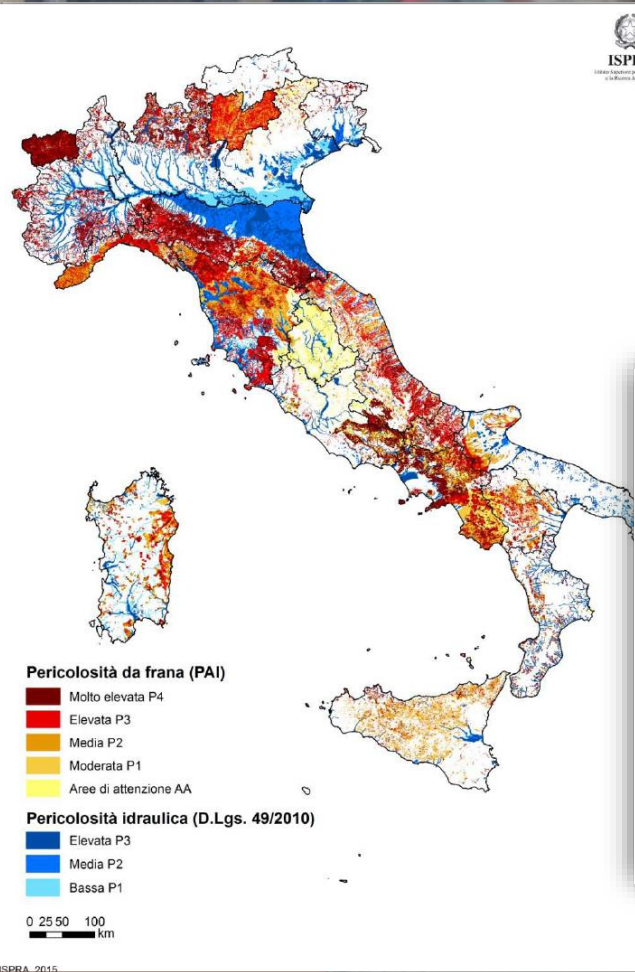 ISPRA
Pericolosità da frana (PAI)
Molto elevata P4
Elevata P3
Media P2
Moderata P1
Aree di attenzione AA
Pericolosità idraulica (D.Lgs. 49/2010)
Elevata P3
Media P2
Bassa P1
0 25 50 100
km
ISPRA, 2015